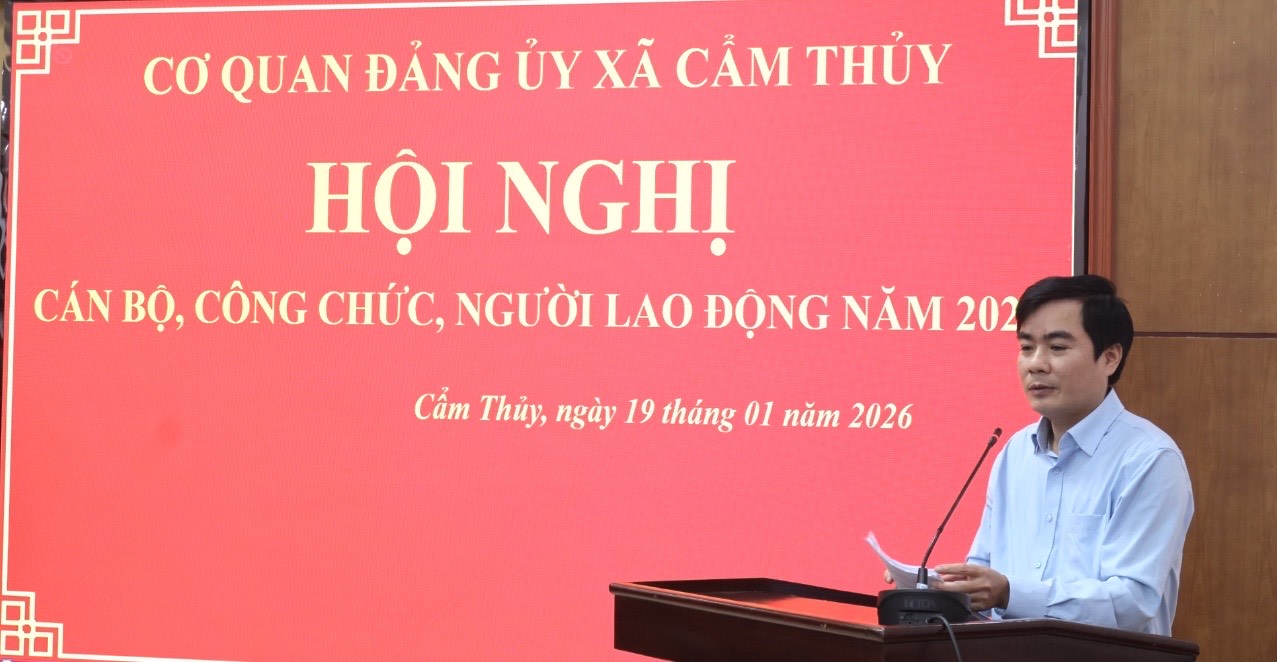 CƠ QUAN ĐẢNG ỦY XÃ CẨM THỦY
HỘI NGHỊ
CÁN BỘ, CÔNG CHỨC, NGƯỜI LAO ĐỘNG NĂM 202
Cẩm Thủy, ngày 19 tháng 01 năm 2026